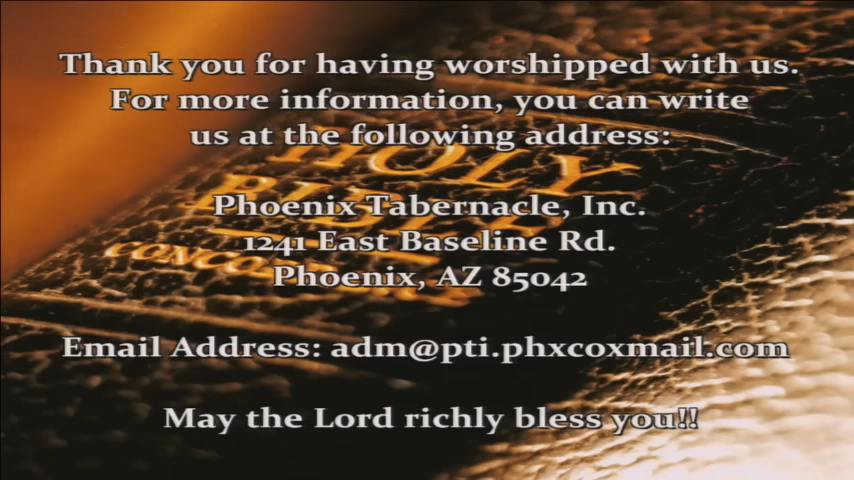 Thank you for having worshipped with us.
For more information, you can write
us at the following address:
HOLY
Phoenix Tabernacle, Inc.
1241 East Baseline Rd.
Phoenix, AZ 85042
Email Address: adm@pti.phxcoxmail.com
May the Lord richly bless you!!